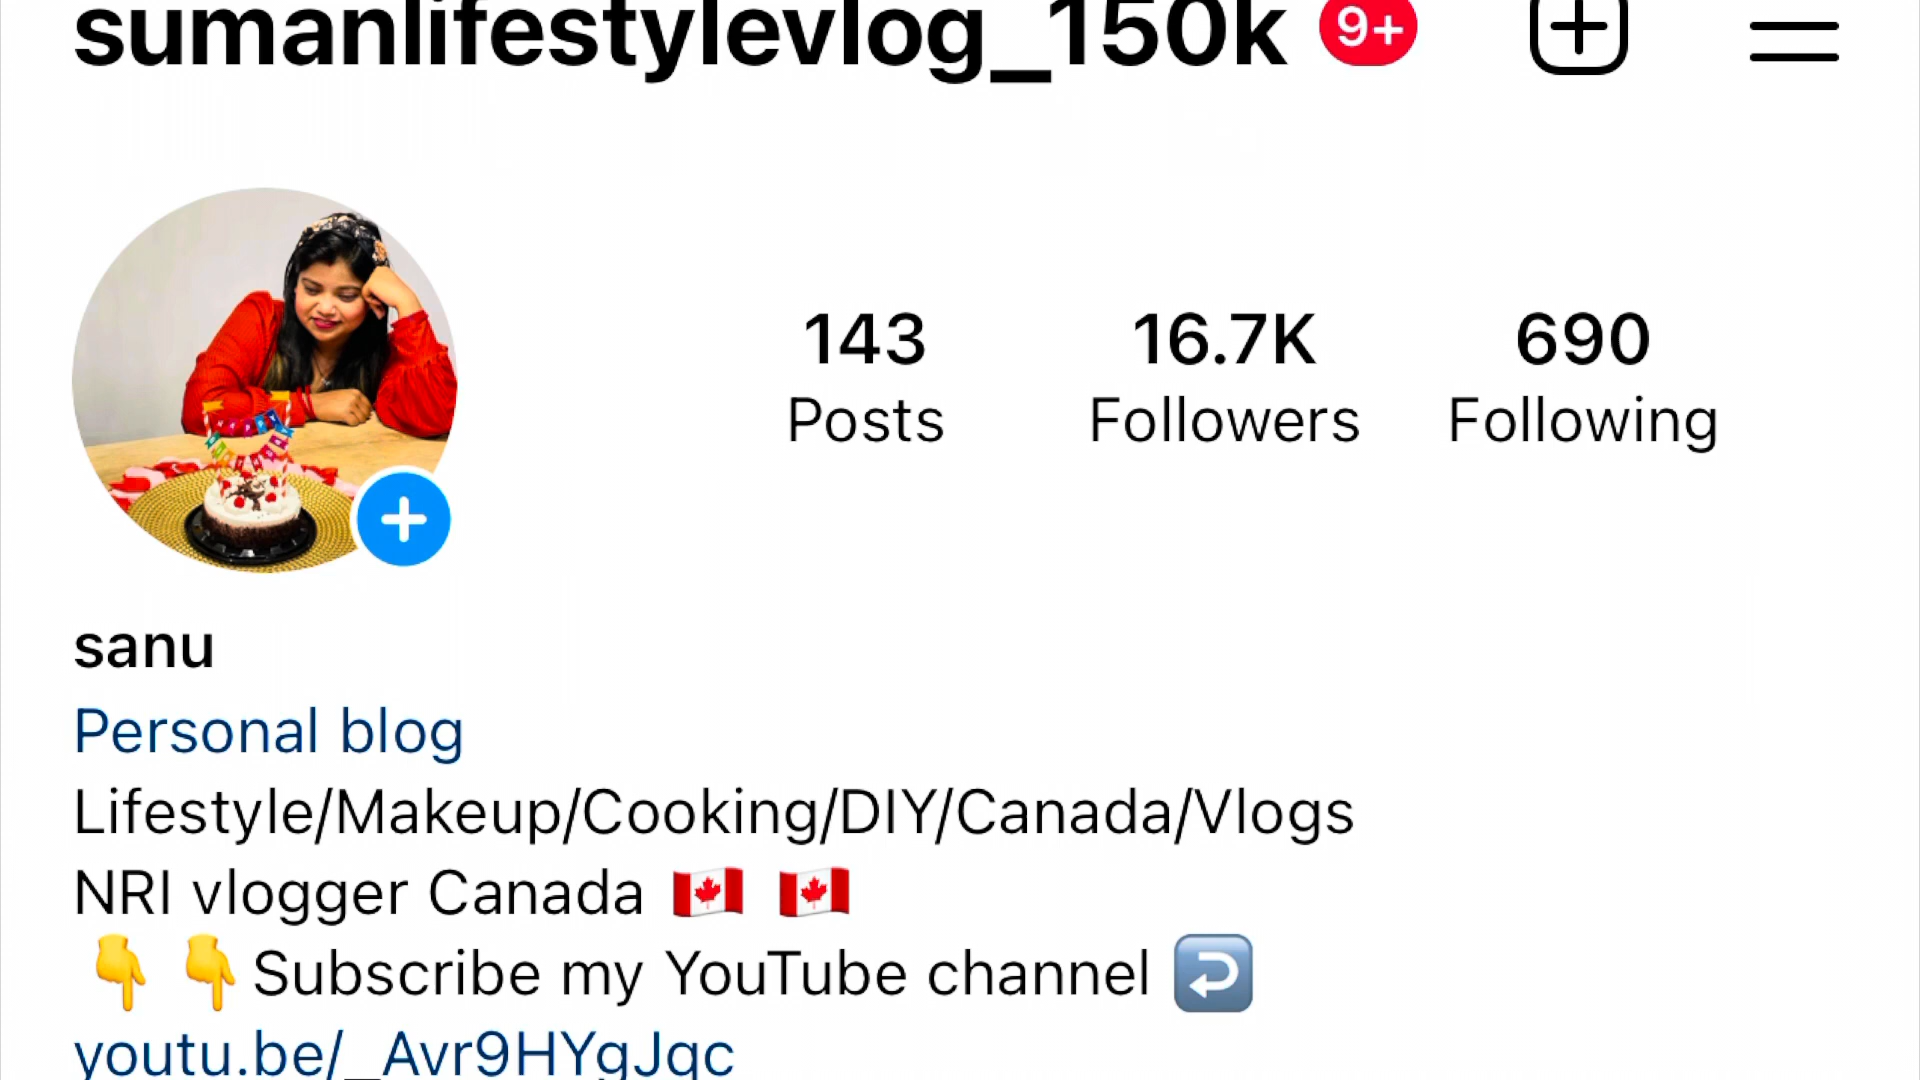 sumanlifestylevlog_150k 9+
143 16.7K 690
Posts Followers Following
sanu
Personal blog
Lifestyle/Makeup/Cooking/DIY/Canada/Vlogs
NRI vlogger Canada 🇨🇦 🇨🇦
👇 👇 Subscribe my YouTube channel ↩️
youtu.be/_Avr9HYgJqc